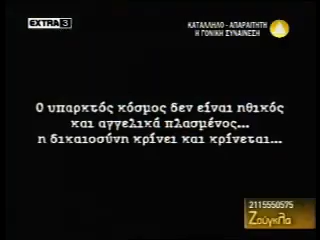 EXTRA 3
ΚΑΤΑΛΛΗΛΟ - ΑΠΑΡΑΙΤΗΤΗ
Η ΓΟΝΙΚΗ ΣΥΝΑΙΝΕΣΗ
Ο υπαρκτός κόσμος δεν είναι ηθικός
και αγγελικά πλασμένος...
η δικαιοσύνη κρίνει και κρίνεται...
2115550575
Ζούγκλα